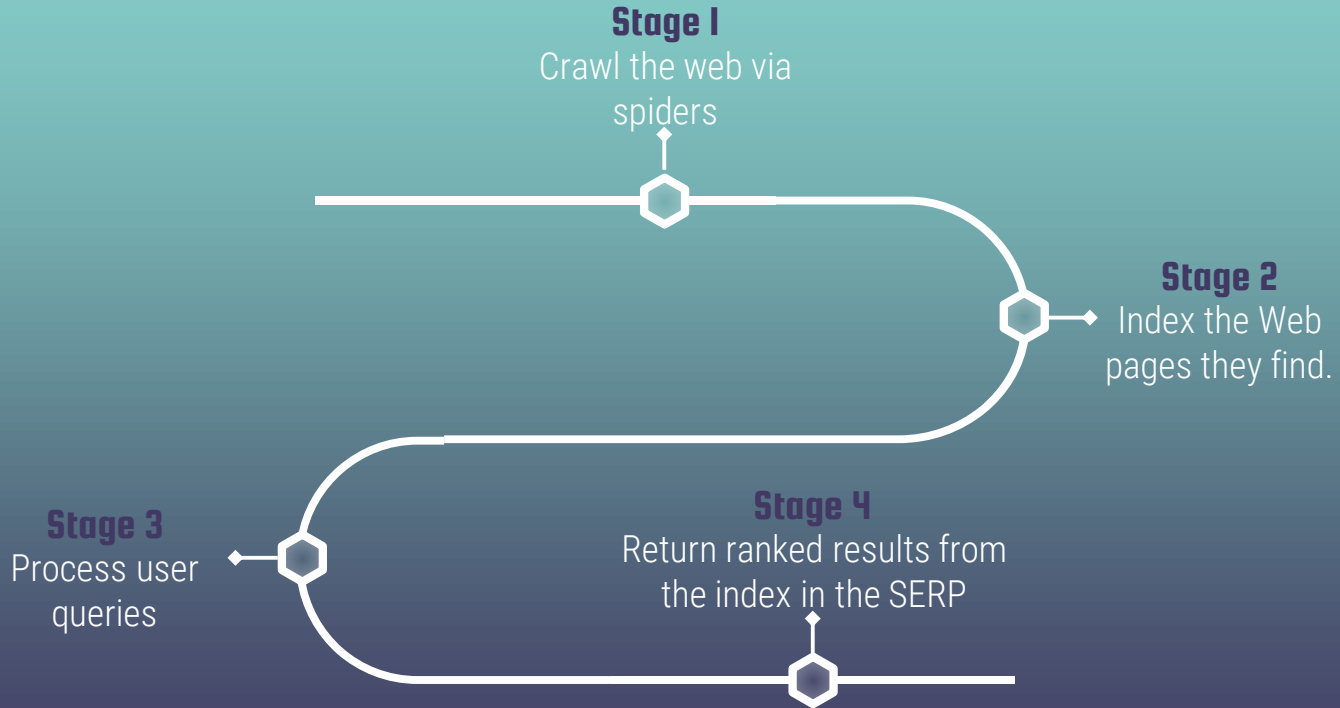 Stage 1
Crawl the web via
spiders
Stage 2
Index the Web
pages they find.
Stage 3
Process user
queries
Stage 4
Return ranked results from
the index in the SERP